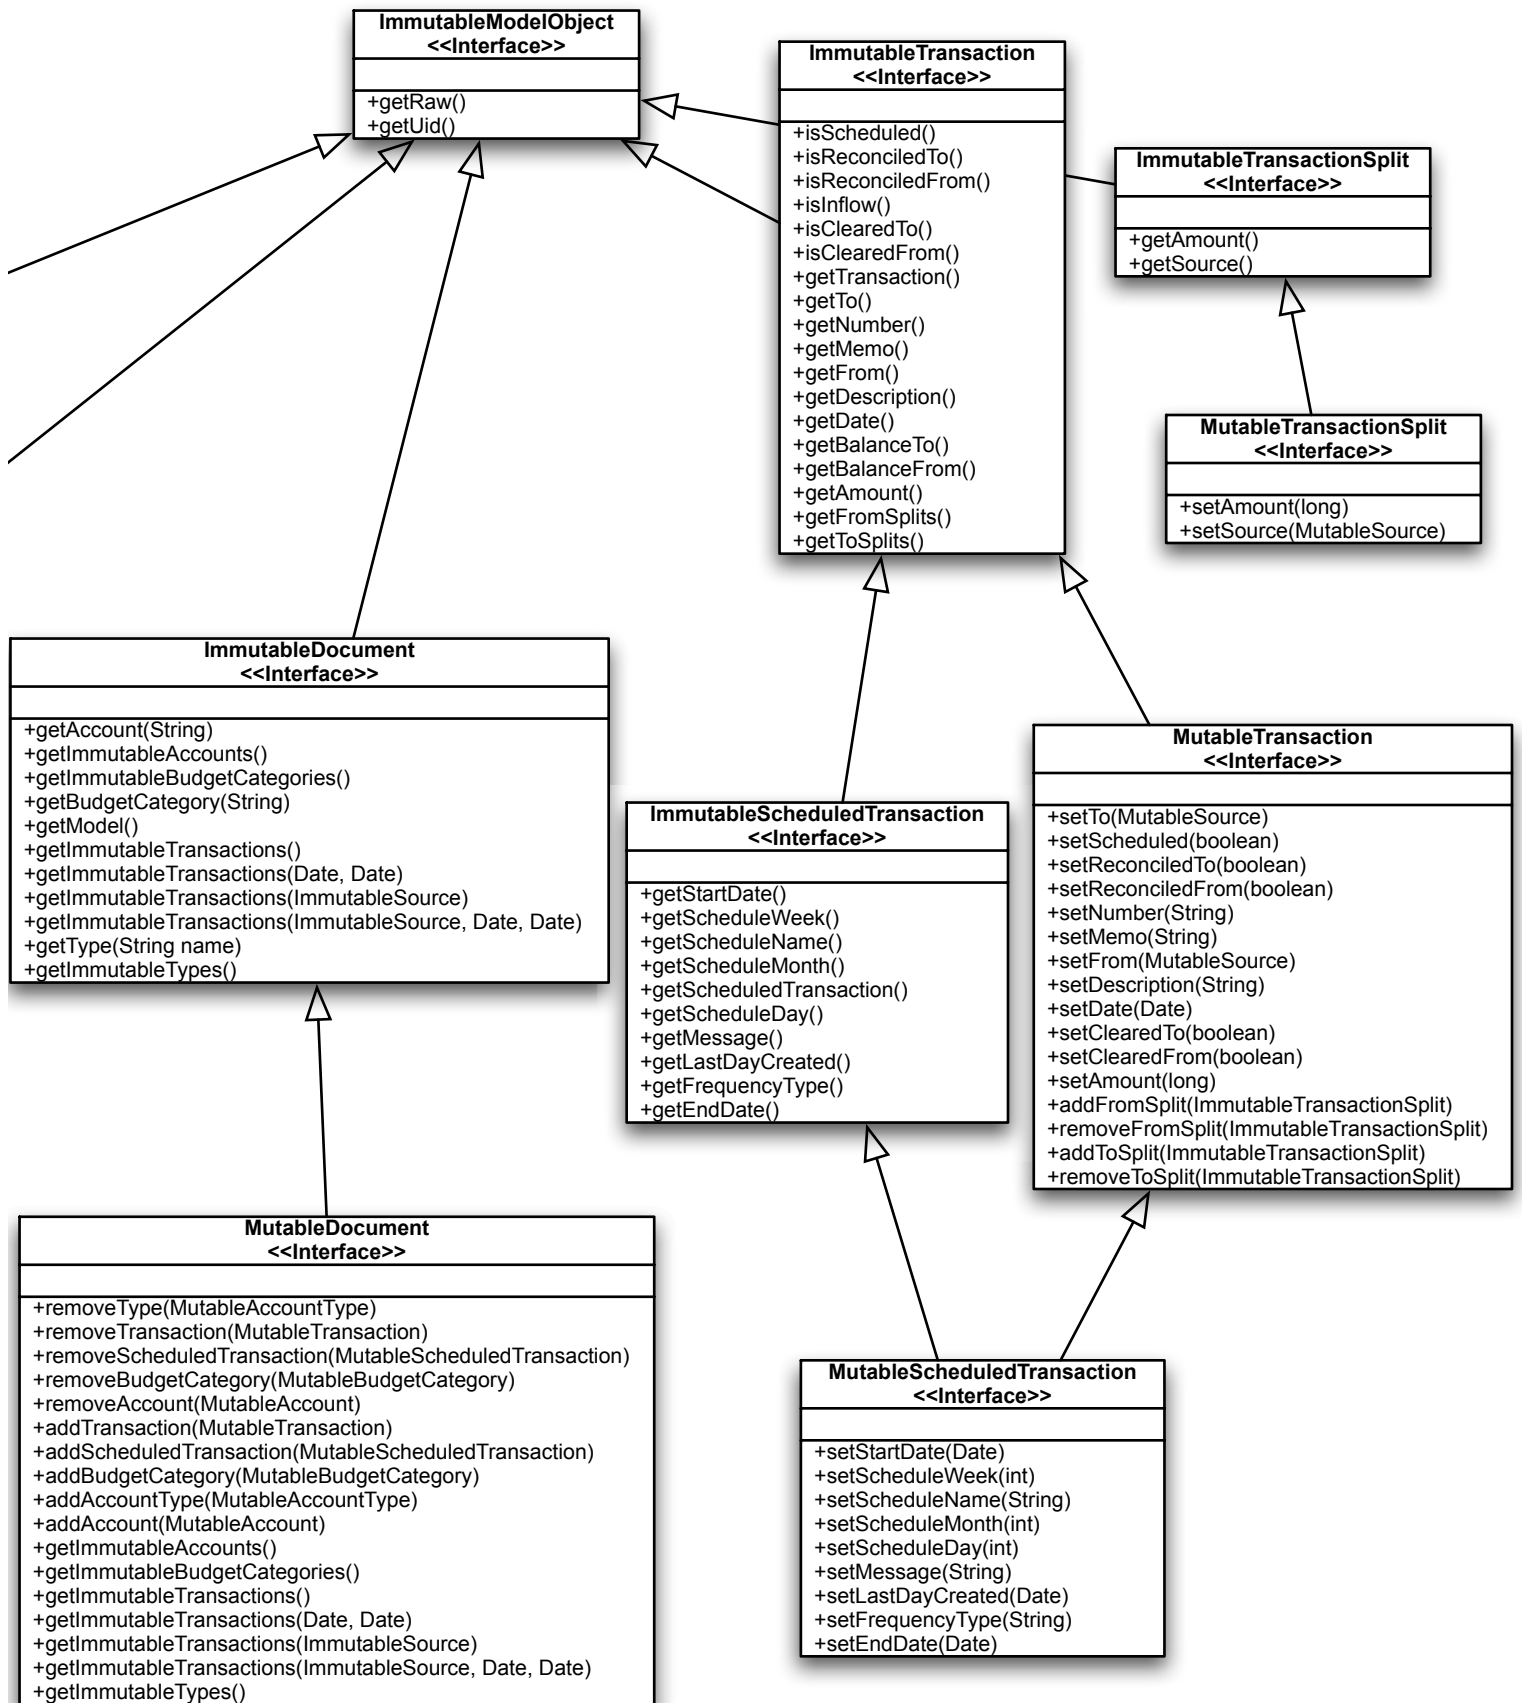 ImmutableModelObject
<<Interface>>
+getRaw()
+getUid()
ImmutableTransaction
<<Interface>>
+isScheduled()
+isReconciledTo()
+isReconciledFrom()
+isInflow()
+isClearedTo()
+isClearedFrom()
+getTransaction()
+getTo()
+getNumber()
+getMemo()
+getFrom()
+getDescription()
+getDate()
+getBalanceTo()
+getBalanceFrom()
+getAmount()
+getFromSplits()
+getToSplits()
ImmutableTransactionSplit
<<Interface>>
+getAmount()
+getSource()
MutableTransactionSplit
<<Interface>>
+setAmount(long)
+setSource(MutableSource)
ImmutableDocument
<<Interface>>
+getAccount(String)
+getImmutableAccounts()
+getImmutableBudgetCategories()
+getBudgetCategory(String)
+getModel()
+getImmutableTransactions()
+getImmutableTransactions(Date, Date)
+getImmutableTransactions(ImmutableSource)
+getImmutableTransactions(ImmutableSource, Date, Date)
+getType(String name)
+getImmutableTypes()
ImmutableScheduledTransaction
<<Interface>>
+getStartDate()
+getScheduleWeek()
+getScheduleName()
+getScheduleMonth()
+getScheduledTransaction()
+getScheduleDay()
+getMessage()
+getLastDayCreated()
+getFrequencyType()
+getEndDate()
MutableTransaction
<<Interface>>
+setTo(MutableSource)
+setScheduled(boolean)
+setReconciledTo(boolean)
+setReconciledFrom(boolean)
+setNumber(String)
+setMemo(String)
+setFrom(MutableSource)
+setDescription(String)
+setDate(Date)
+setClearedTo(boolean)
+setClearedFrom(boolean)
+setAmount(long)
+addFromSplit(ImmutableTransactionSplit)
+removeFromSplit(ImmutableTransactionSplit)
+addToSplit(ImmutableTransactionSplit)
+removeToSplit(ImmutableTransactionSplit)
MutableDocument
<<Interface>>
+removeType(MutableAccountType)
+removeTransaction(MutableTransaction)
+removeScheduledTransaction(MutableScheduledTransaction)
+removeBudgetCategory(MutableBudgetCategory)
+removeAccount(MutableAccount)
+addTransaction(MutableTransaction)
+addScheduledTransaction(MutableScheduledTransaction)
+addBudgetCategory(MutableBudgetCategory)
+addAccountType(MutableAccountType)
+addAccount(MutableAccount)
+getImmutableAccounts()
+getImmutableBudgetCategories()
+getImmutableTransactions()
+getImmutableTransactions(Date, Date)
+getImmutableTransactions(ImmutableSource)
+getImmutableTransactions(ImmutableSource, Date, Date)
+getImmutableTypes()
MutableScheduledTransaction
<<Interface>>
+setStartDate(Date)
+setScheduleWeek(int)
+setScheduleName(String)
+setScheduleMonth(int)
+setScheduleDay(int)
+setMessage(String)
+setLastDayCreated(Date)
+setFrequencyType(String)
+setEndDate(Date)